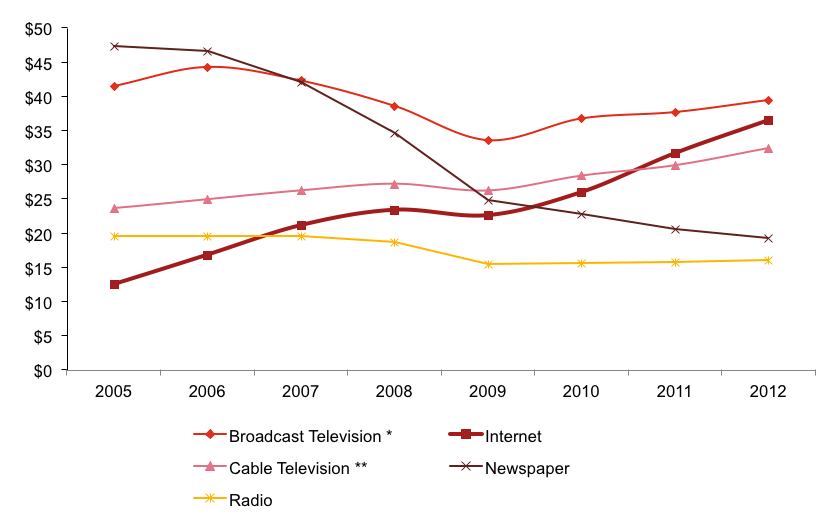 $50
$45
$40
$35
$30
$25
$20
$15
$10
$5
$0
2005 2006 2007 2008 2009 2010 2011 2012
Broadcast Television * Internet
Cable Television ** Newspaper
Radio